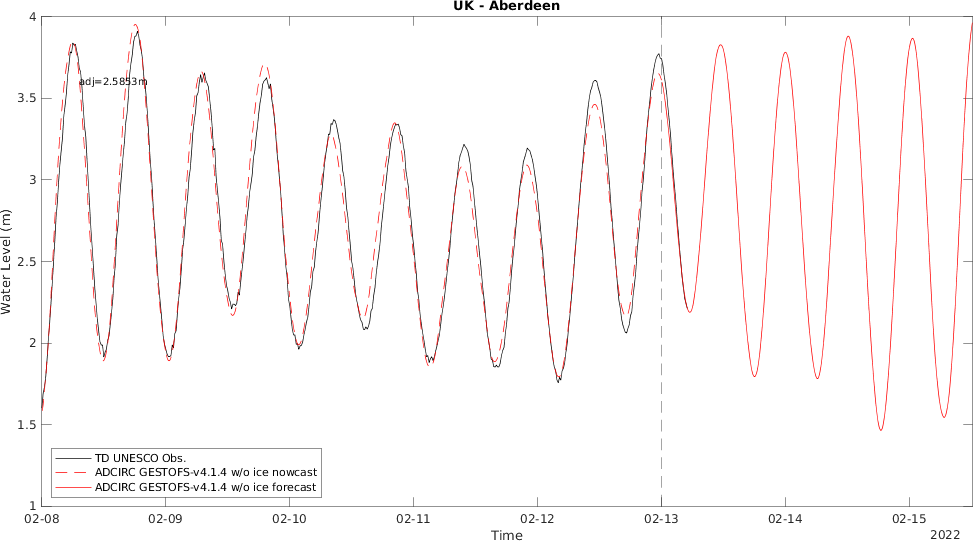 UK - Aberdeen
4
adj=2.5853m
3.5
3
2.5
2
1.5
1
Water Level (m)
TD UNESCO Obs.
ADCIRC GESTOFS-v4.1.4 w/o ice nowcast
ADCIRC GESTOFS-v4.1.4 w/o ice forecast
02-08 02-09 02-10 02-11 02-12 02-13 02-14 02-15
Time
2022